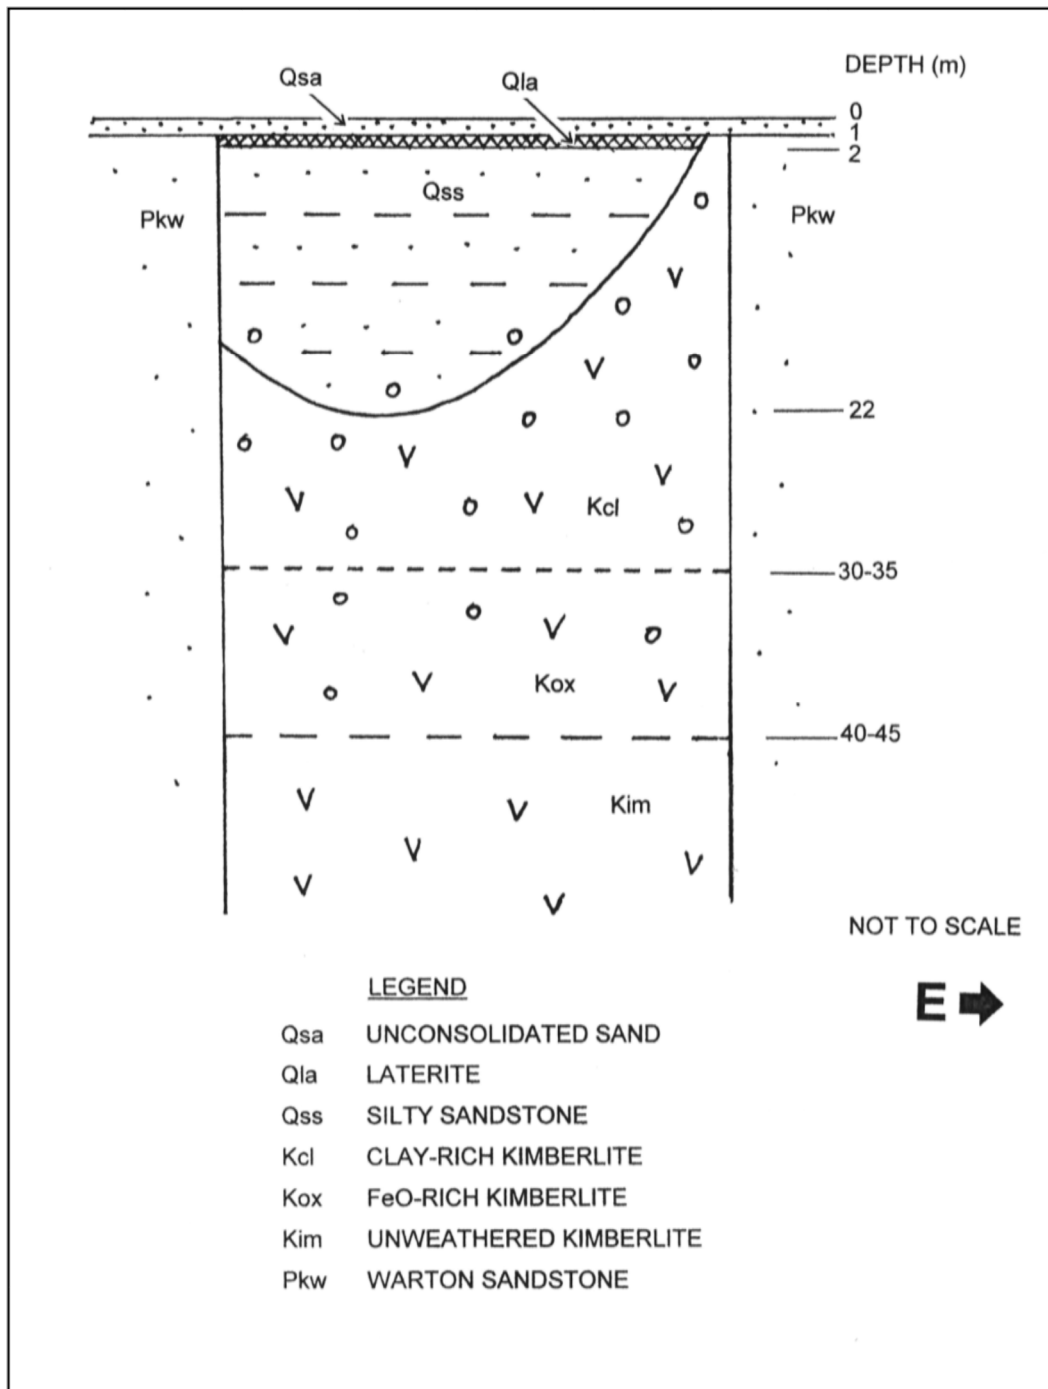 DEPTH (m)
Qsa
Qla
0
1
2
Qss
Pkw
Pkw
22
Kcl
30-35
Kox
40-45
Kim
NOT TO SCALE
E
LEGEND
Qsa UNCONSOLIDATED SAND
Qla LATERITE
Qss SILTY SANDSTONE
Kcl CLAY-RICH KIMBERLITE
Kox FeO-RICH KIMBERLITE
Kim UNWEATHERED KIMBERLITE
Pkw WARTON SANDSTONE